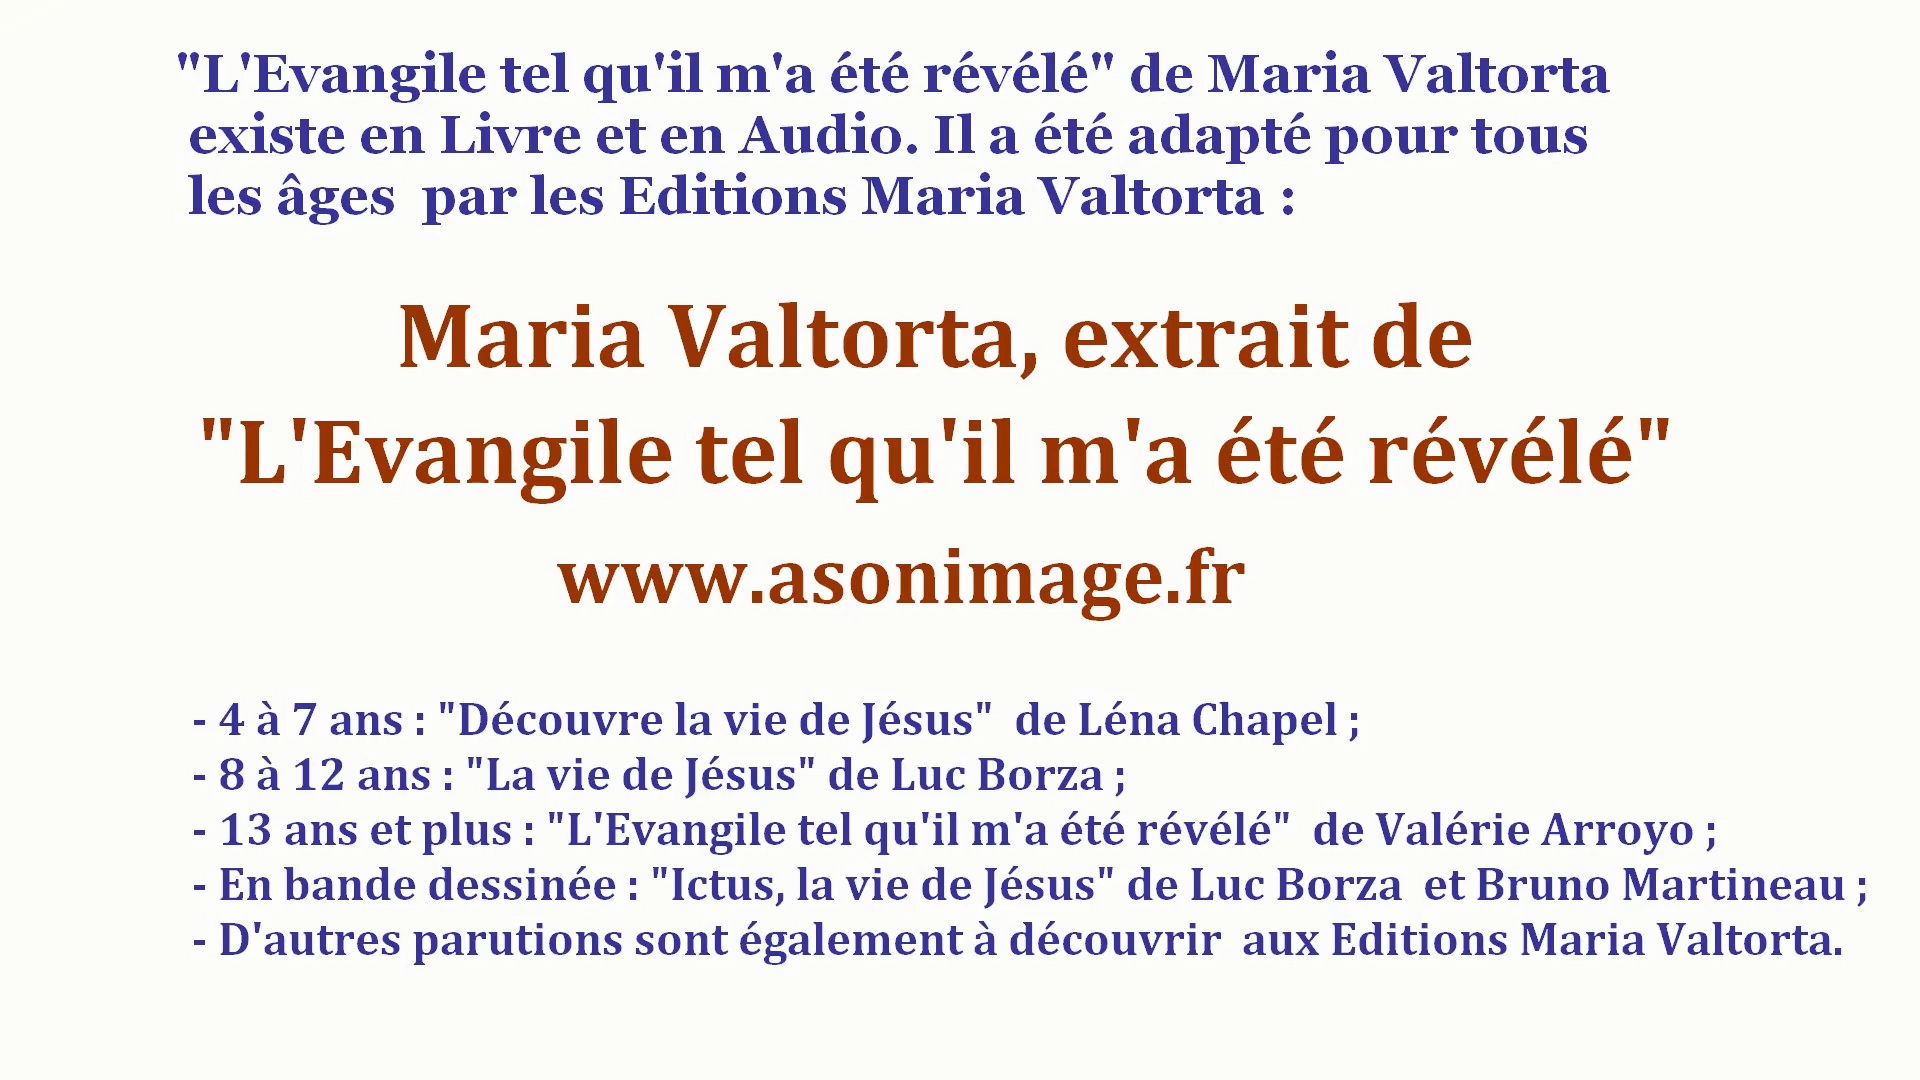 "L'Evangile tel qu'il m'a été révélé" de Maria Valtorta
existe en Livre et en Audio. Il a été adapté pour tous
les âges  par les Editions Maria Valtorta :
Maria Valtorta, extrait de
"L'Evangile tel qu'il m'a été révélé"
www.asonimage.fr
- 4 à 7 ans : "Découvre la vie de Jésus"  de Léna Chapel ;
- 8 à 12 ans : "La vie de Jésus" de Luc Borza ;
- 13 ans et plus : "L'Evangile tel qu'il m'a été révélé"  de Valérie Arroyo ;
- En bande dessinée : "Ictus, la vie de Jésus" de Luc Borza  et Bruno Martineau ;
- D'autres parutions sont également à découvrir  aux Editions Maria Valtorta.